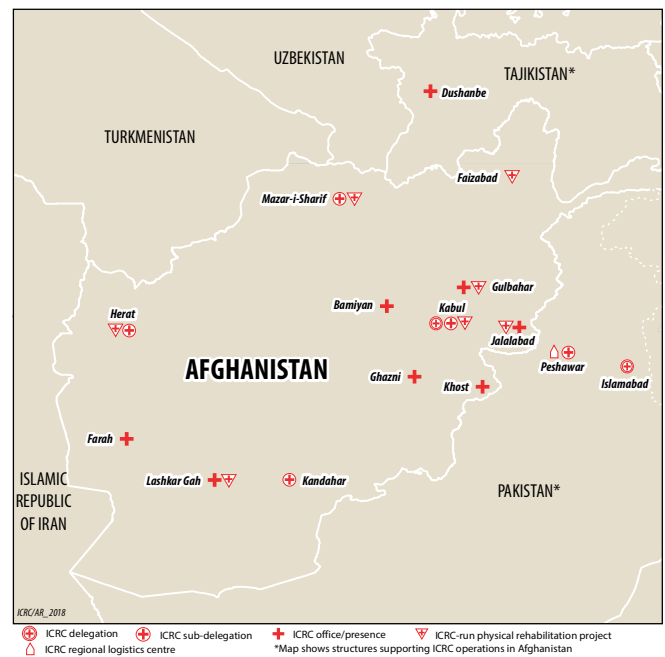 UZBEKISTAN
TAJIKISTAN*
Dushanbe
TURKMENISTAN
Faizabad
Mazar-i-Sharif
Gulbahar
Bamiyan
Kabul
Herat
Jalalabad
Peshawar
Islamabad
AFGHANISTAN
Ghazni
Khost
Farah
Lashkar Gah
Kandahar
ISLAMIC
REPUBLIC
OF IRAN
PAKISTAN*
ICRC/AR_2018
ICRC delegation
ICRC sub-delegation
ICRC office/presence
ICRC-run physical rehabilitation project
ICRC regional logistics centre
*Map shows structures supporting ICRC operations in Afghanistan